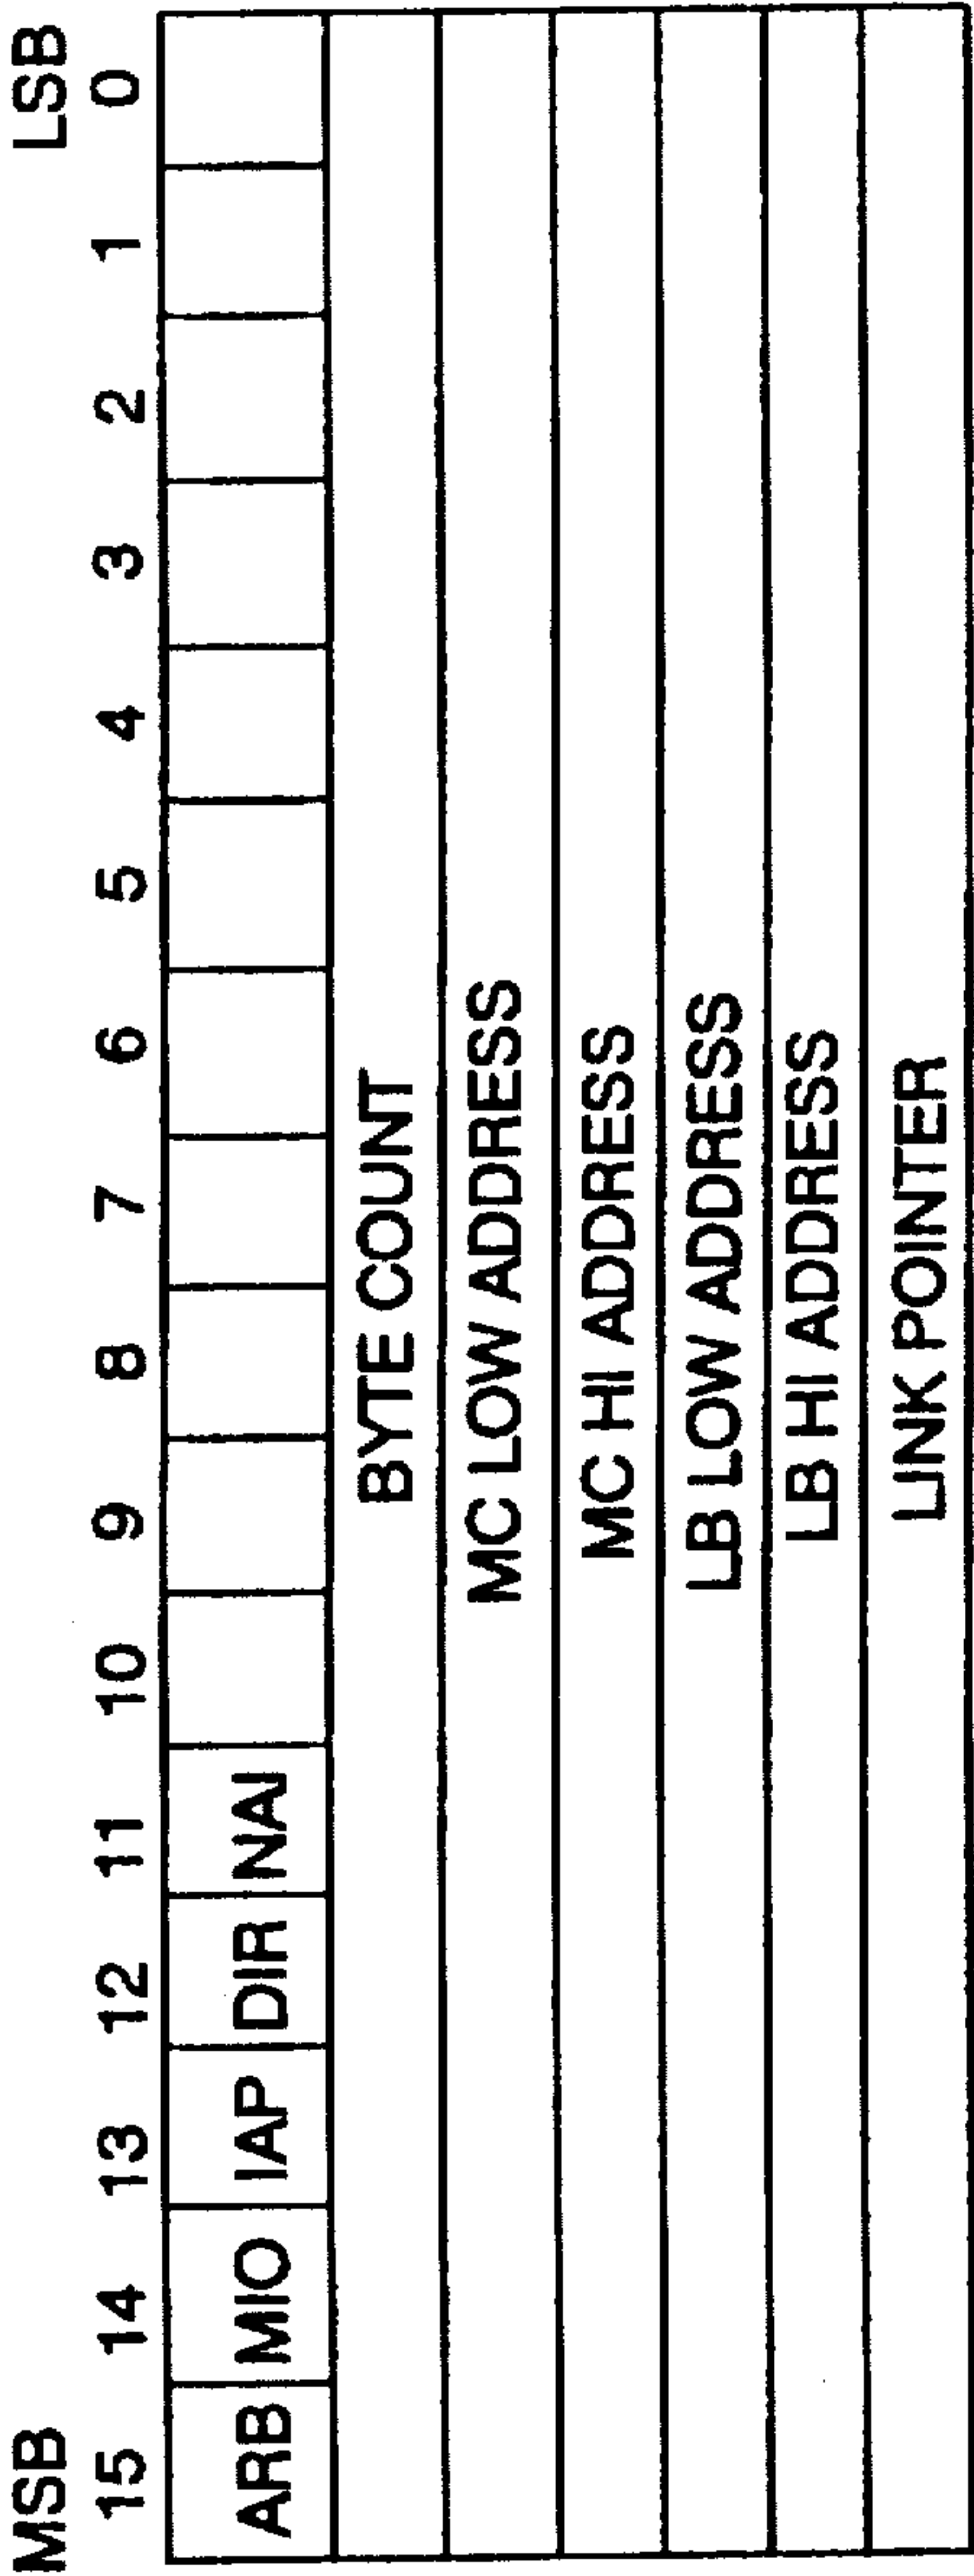 MSB LSB
15 14 13 12 11 10 9 8 7 6 5 4 3 2 1 0
ARB MIO IAP DIR NAI
BYTE COUNT
MC LOW ADDRESS
MC HI ADDRESS
LB LOW ADDRESS
LB HI ADDRESS
LINK POINTER